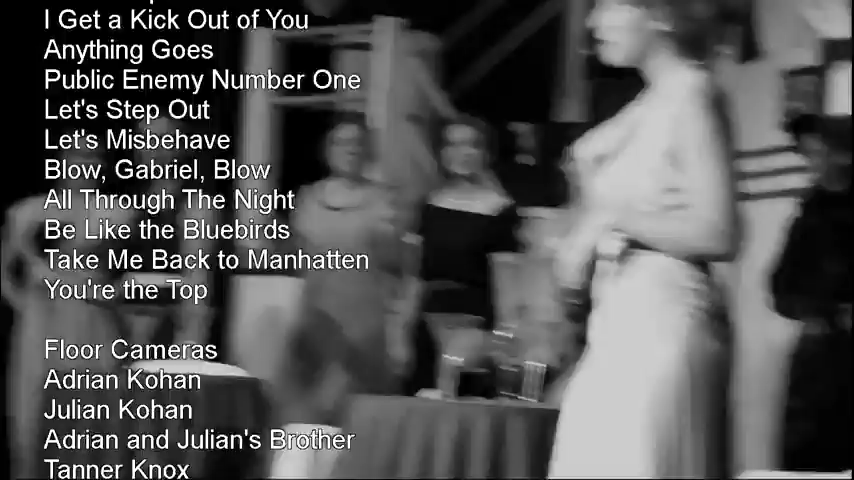 I Get a Kick Out of You
Anything Goes
Public Enemy Number One
Let's Step Out
Let's Misbehave
Blow, Gabriel, Blow
All Through The Night
Be Like the Bluebirds
Take Me Back to Manhatten
You're the Top
Floor Cameras
Adrian Kohan
Julian Kohan
Adrian and Julian's Brother
Tanner Knox